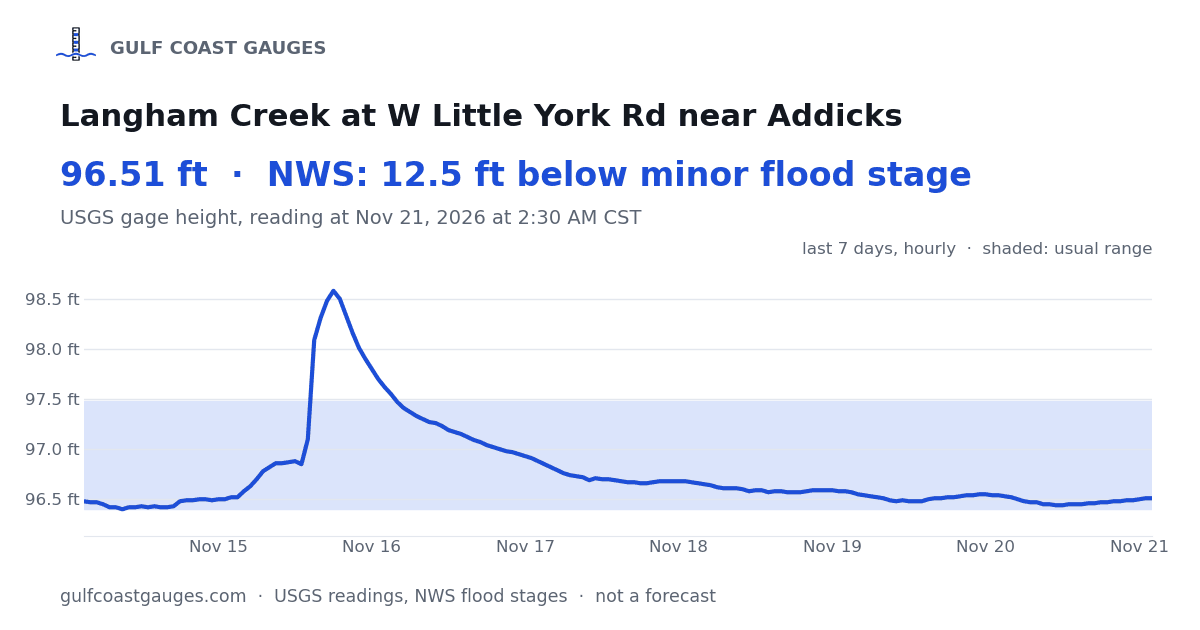 GULF COAST GAUGES
Langham Creek at W Little York Rd near Addicks
96.51 ft · NWS: 12.5 ft below minor flood stage
USGS gage height, reading at Nov 21, 2026 at 2:30 AM CST
last 7 days, hourly · shaded: usual range
98.5 ft
98.0 ft
97.5 ft
97.0 ft
96.5 ft
Nov 15 Nov 16 Nov 17 Nov 18 Nov 19 Nov 20 Nov 21
gulfcoastgauges.com · USGS readings, NWS flood stages · not a forecast